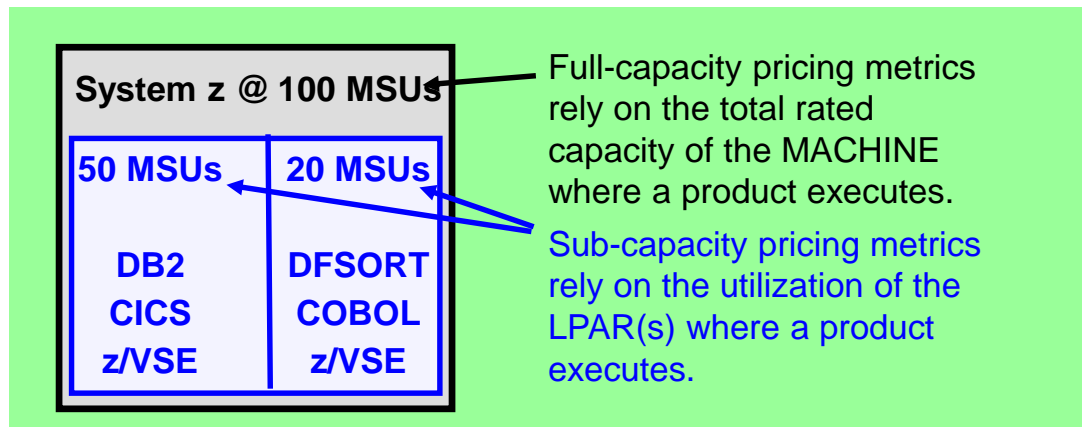 System z @ 100 MSUs
50 MSUs
DB2
CICS
z/VSE
20 MSUs
DFSORT
COBOL
z/VSE
Full-capacity pricing metrics
rely on the total rated
capacity of the MACHINE
where a product executes.
Sub-capacity pricing metrics
rely on the utilization of the
LPAR(s) where a product
executes.